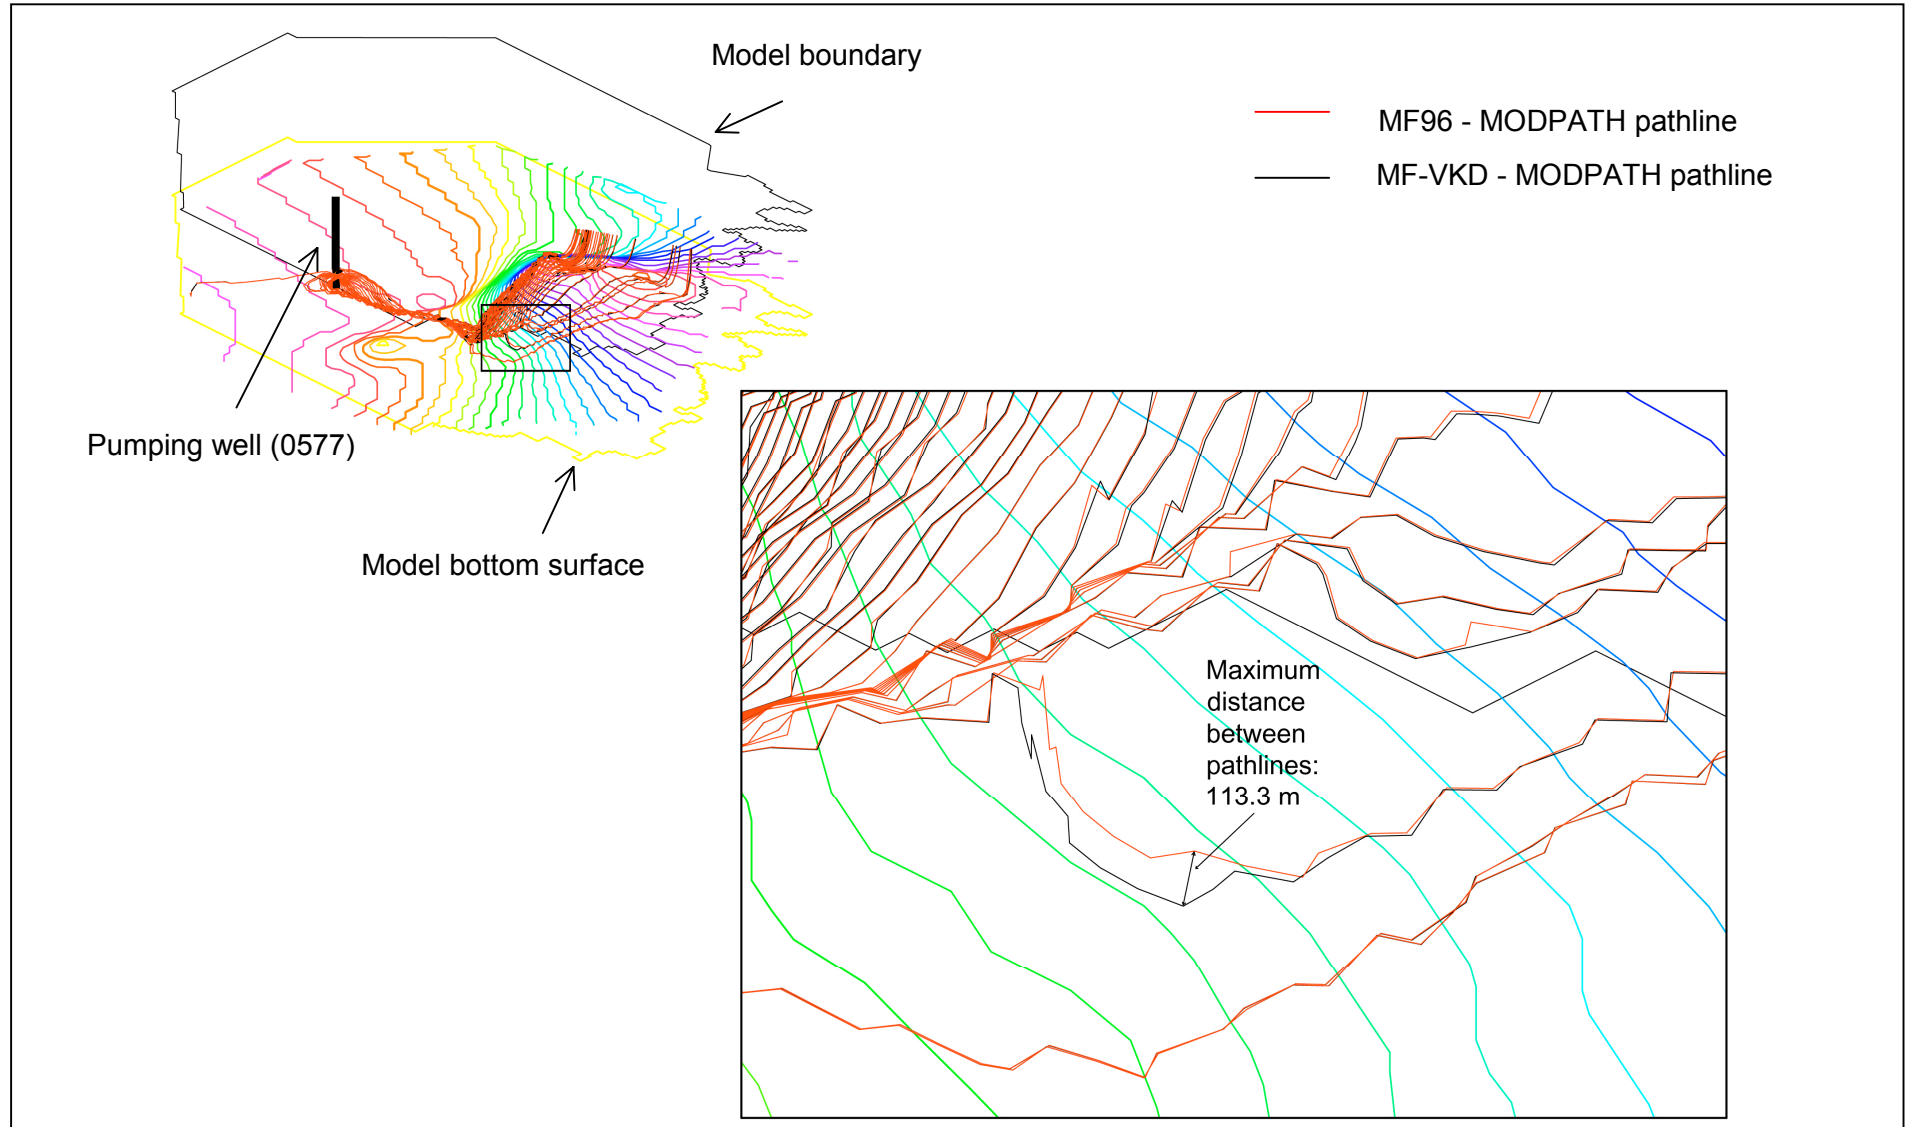 Model boundary
MF96 - MODPATH pathline
MF-VKD - MODPATH pathline
Pumping well (0577)
Model bottom surface
Maximum
distance
between
pathlines:
113.3 m